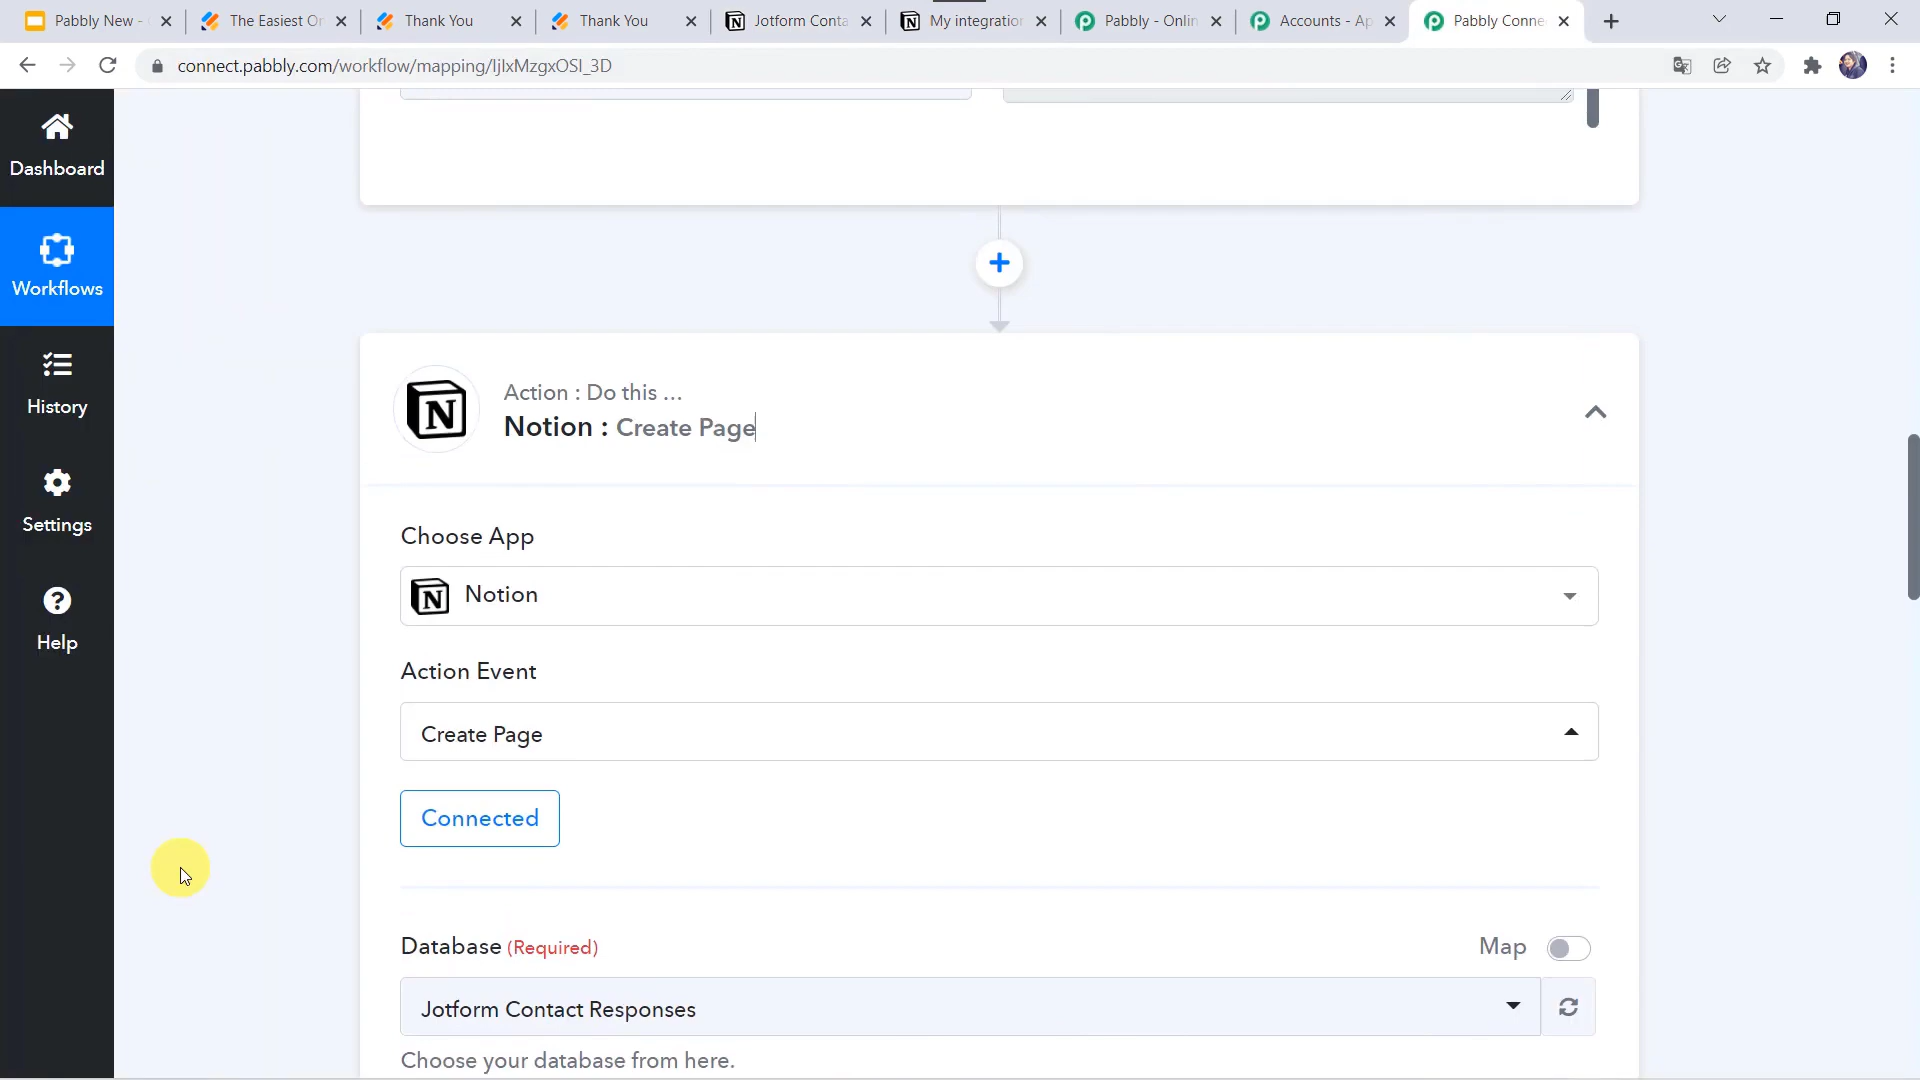 Pabbly New -
The Easiest On
Thank You
Thank You
Jotform Conta
My integration
Pabbly - Onlin
Accounts - Ap
Pabbly Conne
connect.pabbly.com/workflow/mapping/IjIxMzgxOSI_3D
Dashboard
Workflows
History
Settings
Help
Action : Do this ...
Notion : Create Page
Choose App
Notion
Action Event
Create Page
Connected
Database (Required)
Map
Jotform Contact Responses
Choose your database from here.